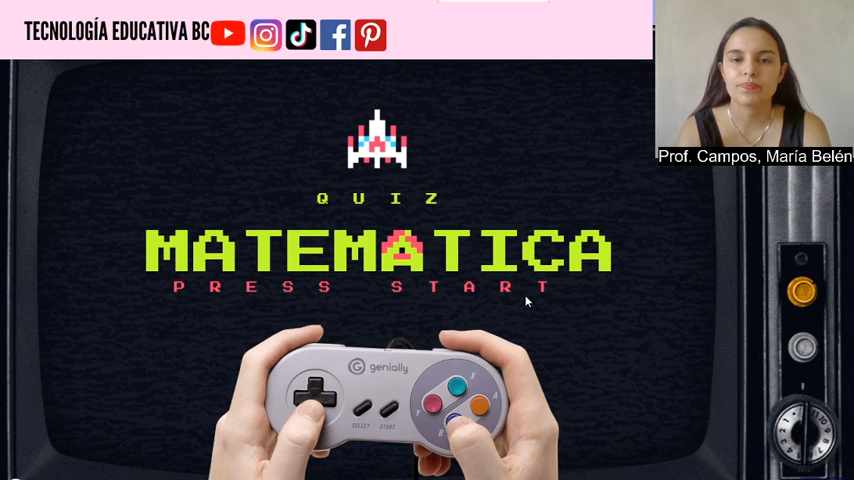 TECNOLOGÍA EDUCATIVA BC
Prof. Campos, María Belén
QUIZ
MATEMATICA
PRESS START
genially
X
Y
A
B
SELECT
START